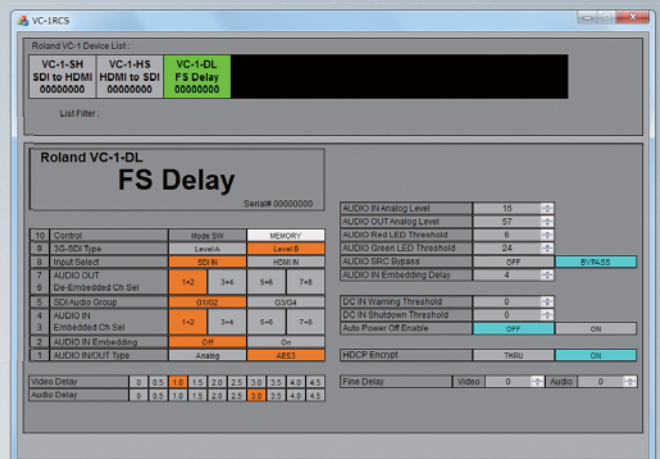 VC-1RCS
Roland VC-1 Device List :
VC-1-SH VC-1-HS VC-1-DL
SDI to HDMI HDMI to SDI FS Delay
00000000 00000000 00000000
List Filter :
Roland VC-1-DL
FS Delay
Serial# 00000000
10 Control Mode SW MEMORY
9 3G-SDI Type Level A Level B
8 Input Select SDI IN HDMI IN
7 AUDIO OUT
6 De-Embedded Ch Sel 1+2 3+4 5+6 7+8
5 SDI Audio Group G1/G2 G3/G4
4 AUDIO IN
3 Embedded Ch Sel 1+2 3+4 5+6 7+8
2 AUDIO IN Embedding Off On
1 AUDIO IN/OUT Type Analog AES3
Video Delay 0 0.5 1.0 1.5 2.0 2.5 3.0 3.5 4.0 4.5
Audio Delay 0 0.5 1.0 1.5 2.0 2.5 3.0 3.5 4.0 4.5
AUDIO IN Analog Level 16
AUDIO OUT Analog Level 57
AUDIO Red LED Threshold 6
AUDIO Green LED Threshold 24
AUDIO SRC Bypass OFF BYPASS
AUDIO IN Embedding Delay 4
DC IN Warning Threshold 0
DC IN Shutdown Threshold 0
Auto Power Off Enable OFF ON
HDCP Encrypt THRU ON
Fine Delay Video 0 Audio 0